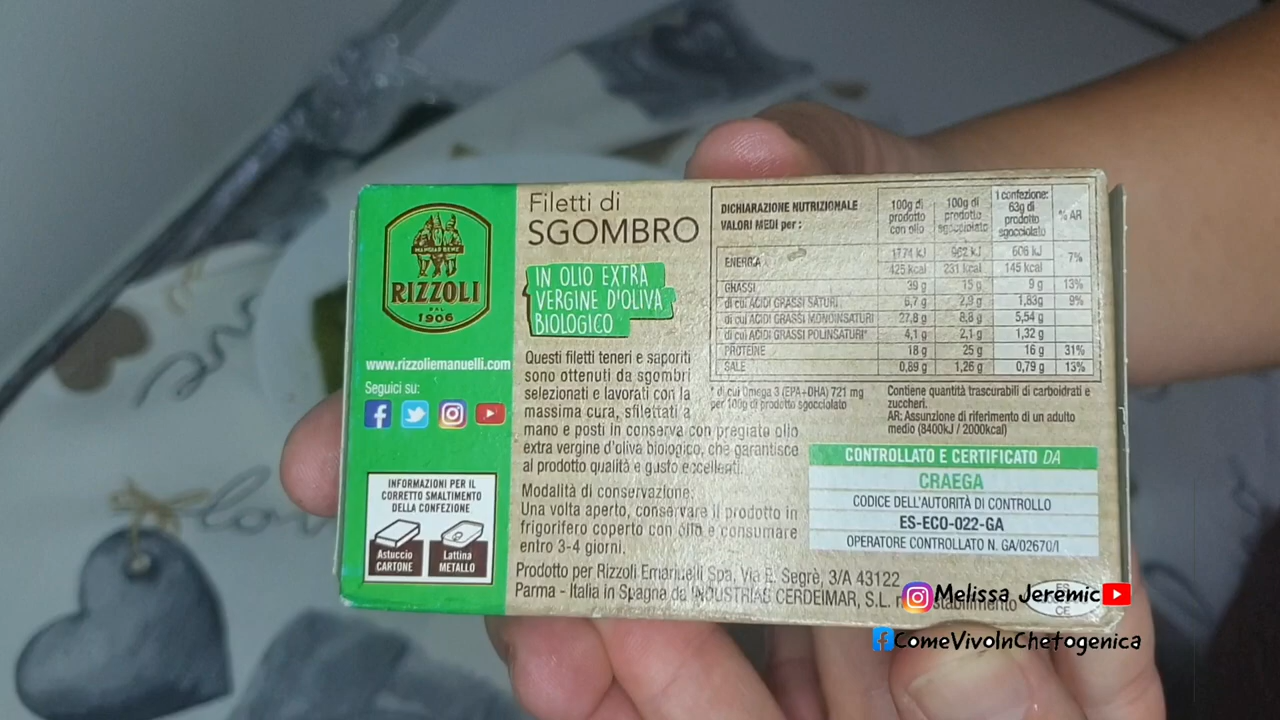 MANGIAR BENE
RIZZOLI
DAL
1906
www.rizzoliemanuelli.com
Seguici su:
INFORMAZIONI PER IL
CORRETTO SMALTIMENTO
DELLA CONFEZIONE
Astuccio
CARTONE
Lattina
METALLO
Filetti di
SGOMBRO
IN OLIO EXTRA
VERGINE D'OLIVA
BIOLOGICO
Questi filetti teneri e saporiti
sono ottenuti da sgombri
selezionati e lavorati con la
massima cura, sfilettati a
mano e posti in conserva con pregiato olio
extra vergine d'oliva biologico, che garantisce
al prodotto qualità e gusto eccellenti.
Modalità di conservazione:
Una volta aperto, conservare il prodotto in
frigorifero coperto con olio e consumare
entro 3-4 giorni.
Prodotto per Rizzoli Emanuelli Spa, Via E. Segrè, 3/A 43122
Parma - Italia in Spagna da INDUSTRIAS CERDEIMAR, S.L. stabilimento
DICHIARAZIONE NUTRIZIONALE
VALORI MEDI per:
100g di prodotto con olio 100g di prodotto sgocciolato 1 confezione: 63g di prodotto sgocciolato % AR
ENERGIA 1774 kJ 962 kJ 606 kJ 7%
425 kcal 231 kcal 145 kcal
GRASSI 39 g 15 g 9 g 13%
di cui ACIDI GRASSI SATURI 6,7 g 2,9 g 1,83g 9%
di cui ACIDI GRASSI MONOINSATURI 27,8 g 8,8 g 5,54 g
di cui ACIDI GRASSI POLINSATURI* 4,1 g 2,1 g 1,32 g
PROTEINE 18 g 25 g 16 g 31%
SALE 0,89 g 1,26 g 0,79 g 13%
* di cui Omega 3 (EPA+DHA) 721 mg
per 100g di prodotto sgocciolato
Contiene quantità trascurabili di carboidrati e
zuccheri.
AR: Assunzione di riferimento di un adulto
medio (8400kJ / 2000kcal)
CONTROLLATO E CERTIFICATO DA
CRAEGA
CODICE DELL'AUTORITÀ DI CONTROLLO
ES-ECO-022-GA
OPERATORE CONTROLLATO N. GA/02670/I
ES
CE
Melissa Jeremic
ComeVivoInChetogenica
love